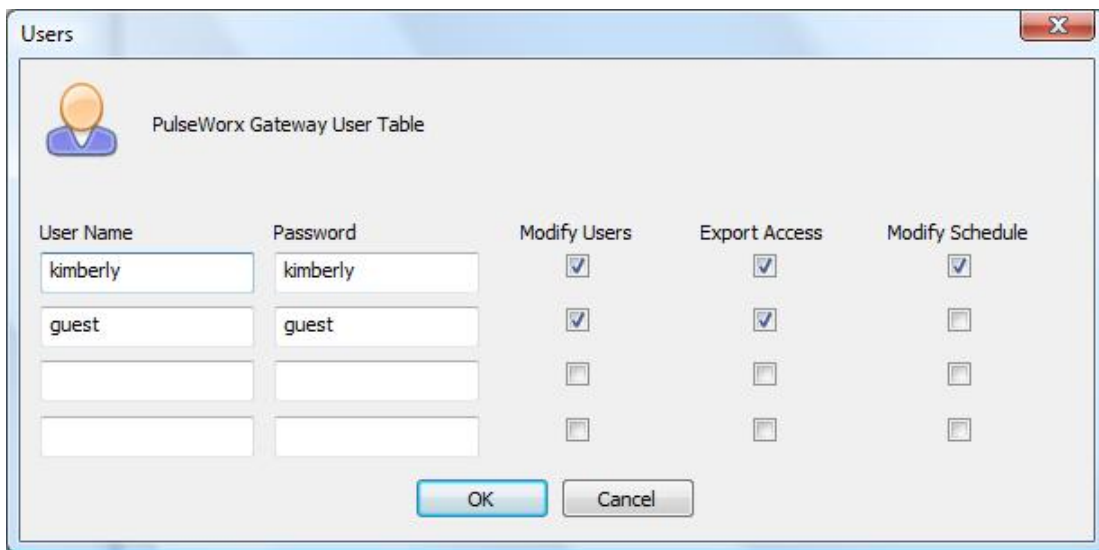 Users
PulseWorx Gateway User Table
User Name Password Modify Users Export Access Modify Schedule
kimberly kimberly
guest guest
OK Cancel